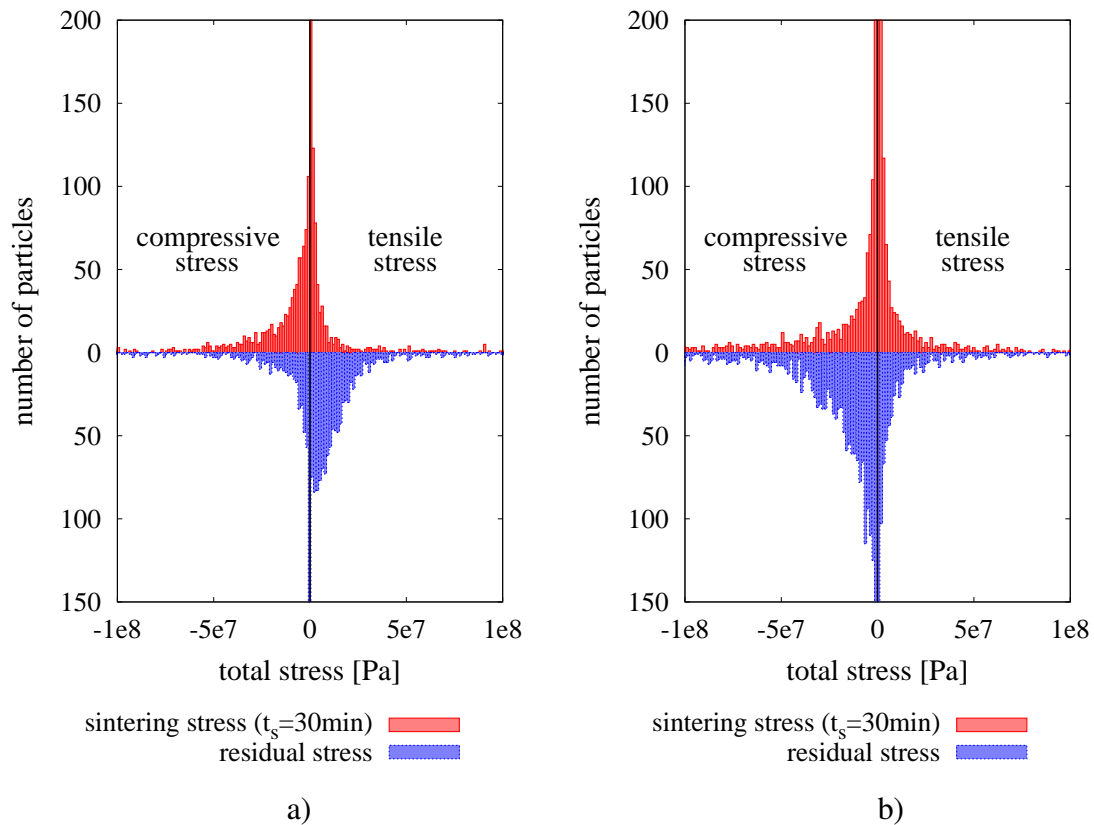 200
150
100
50
0
50
100
150
number of particles
compressive
stress
tensile
stress
-1e8
-5e7
0
5e7
1e8
total stress [Pa]
sintering stress (t_s=30min)
residual stress
a)
200
150
100
50
0
50
100
150
number of particles
compressive
stress
tensile
stress
-1e8
-5e7
0
5e7
1e8
total stress [Pa]
sintering stress (t_s=30min)
residual stress
b)